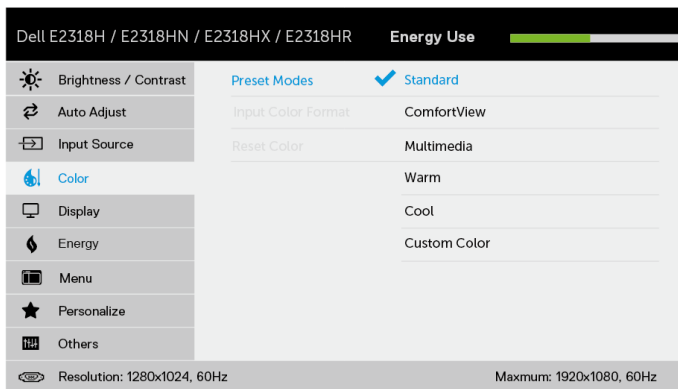 Dell E2318H / E2318HN / E2318HX / E2318HR Energy Use
Brightness / Contrast Preset Modes Standard
Auto Adjust Input Color Format ComfortView
Input Source Reset Color Multimedia
Color Warm
Display Cool
Energy Custom Color
Menu
Personalize
Others
Resolution: 1280x1024, 60Hz Maxmum: 1920x1080, 60Hz